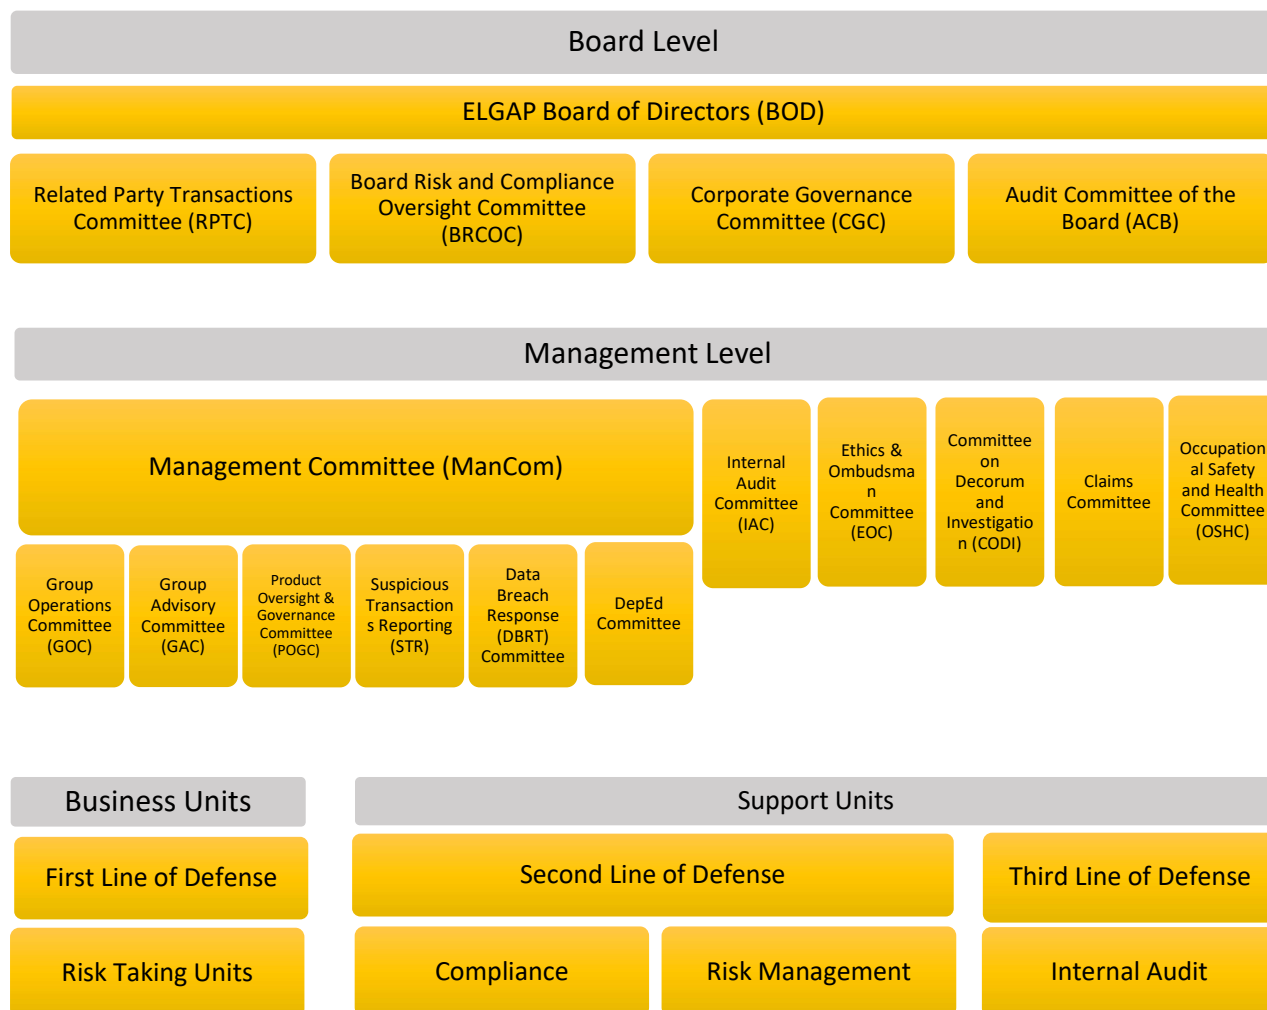 Board Level
ELGAP Board of Directors (BOD)
Related Party Transactions
Committee (RPTC)
Board Risk and Compliance
Oversight Committee
(BRCOC)
Corporate Governance
Committee (CGC)
Audit Committee of the
Board (ACB)
Management Level
Management Committee (ManCom)
Internal
Audit
Committee
(IAC)
Ethics &
Ombudsma
n
Committee
(EOC)
Committee
on
Decorum
and
Investigatio
n (CODI)
Claims
Committee
Occupation
al Safety
and Health
Committee
(OSHC)
Group
Operations
Committee
(GOC)
Group
Advisory
Committee
(GAC)
Product
Oversight &
Governance
Committee
(POGC)
Suspicious
Transaction
s Reporting
(STR)
Data
Breach
Response
(DBRT)
Committee
DepEd
Committee
Business Units
Support Units
First Line of Defense
Second Line of Defense
Third Line of Defense
Risk Taking Units
Compliance
Risk Management
Internal Audit